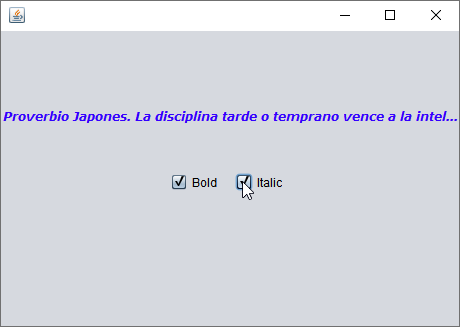 Proverbio Japones. La disciplina tarde o temprano vence a la intel...
Bold Italic